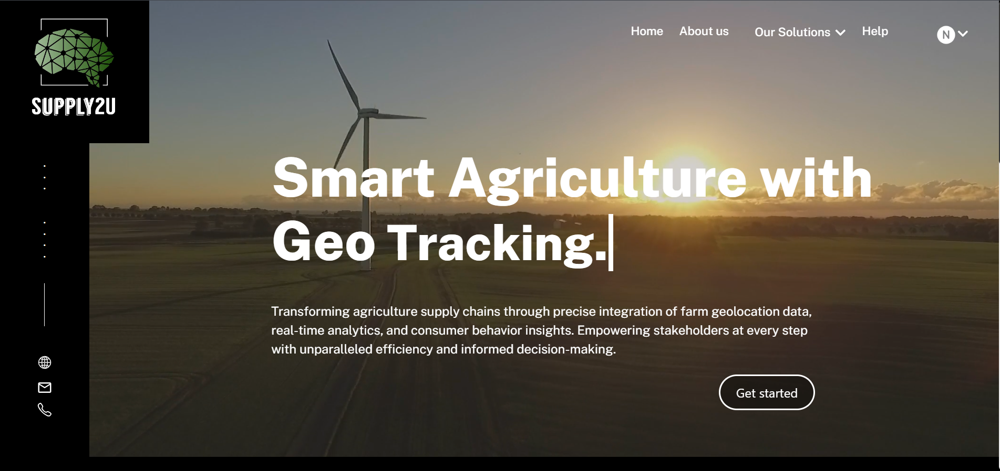 SUPPLY2U
Home About us Our Solutions Help N
Smart Agriculture with
Geo Tracking.
Transforming agriculture supply chains through precise integration of farm geolocation data,
real-time analytics, and consumer behavior insights. Empowering stakeholders at every step
with unparalleled efficiency and informed decision-making.
Get started